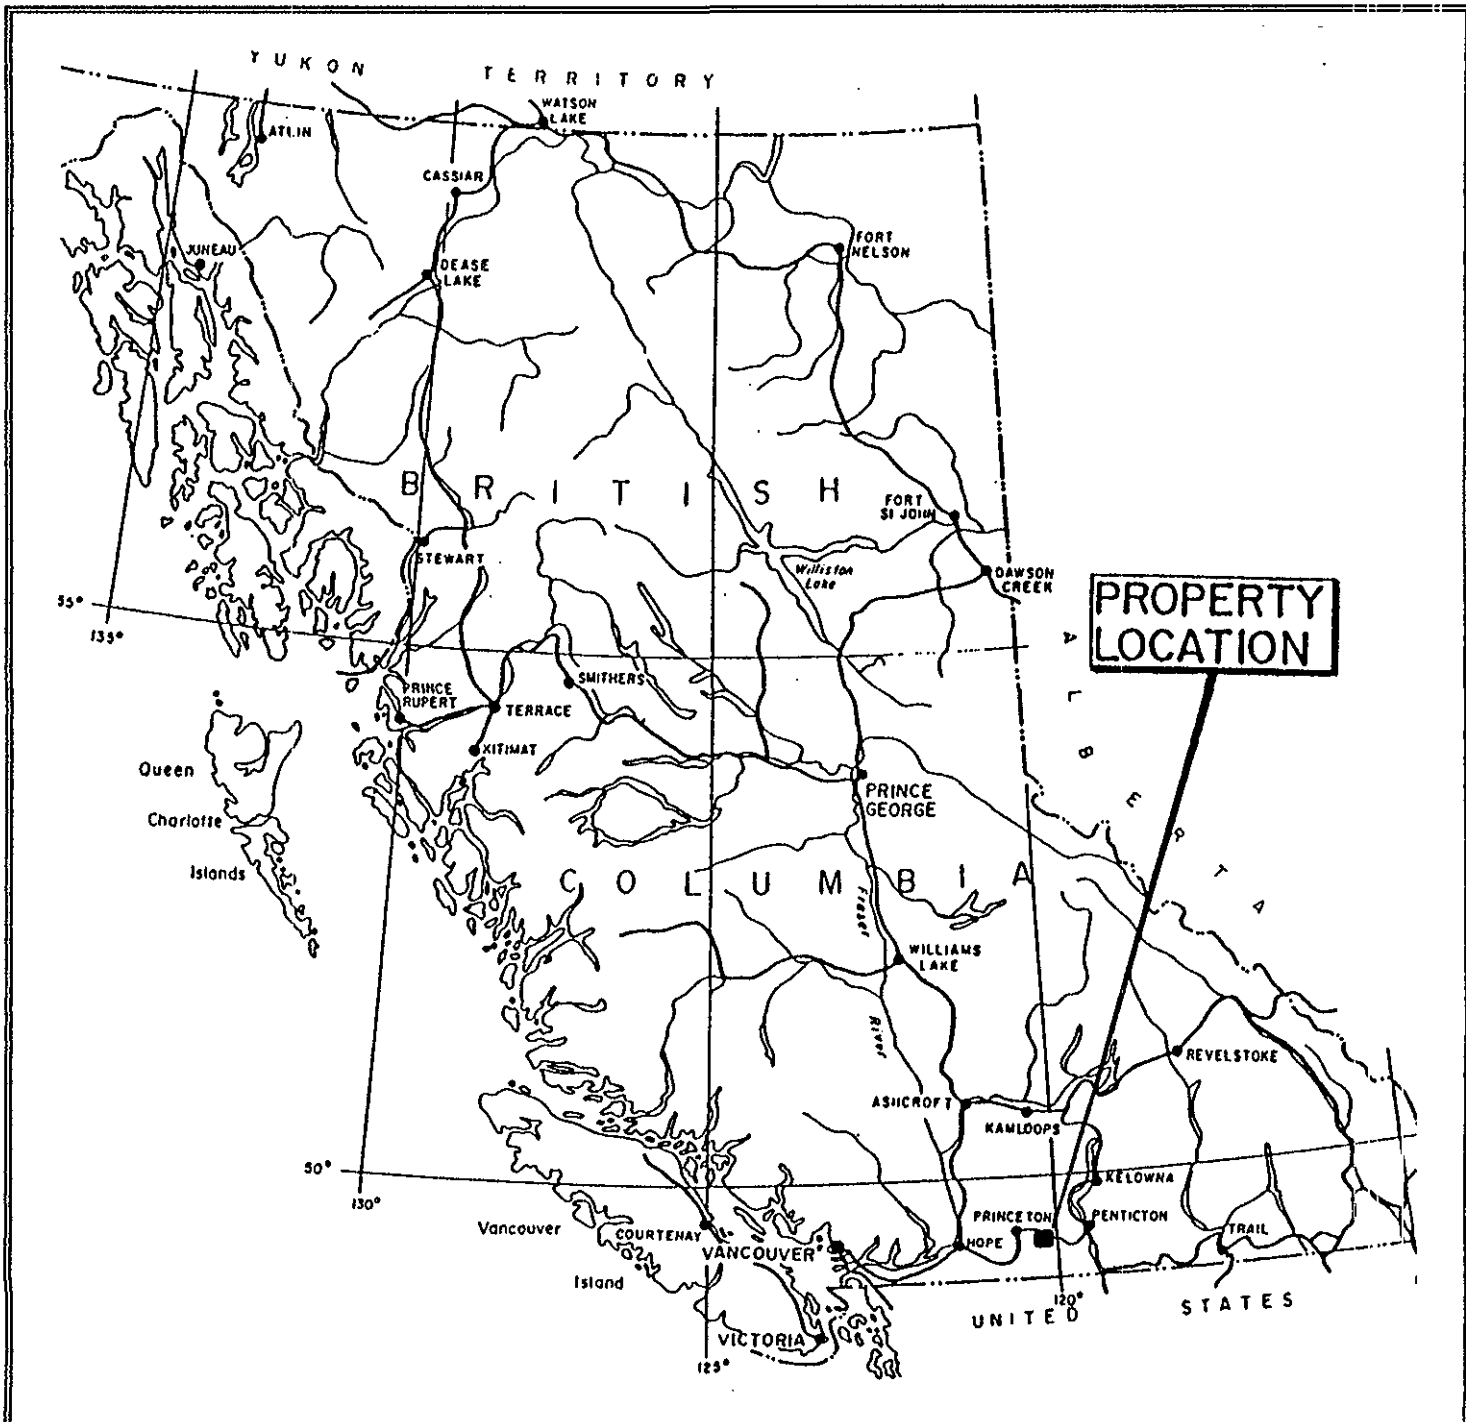 YUKON TERRITORY
WATSON
LAKE
ATLIN
CASSIAR
JUNEAU
DEASE
LAKE
FORT
NELSON
BRITISH
FORT
ST JOHN
STEWART
Williston
Lake
DAWSON
CREEK
PROPERTY
LOCATION
55°
135°
ALBERTA
PRINCE
RUPERT
SMITHERS
TERRACE
KITIMAT
Queen
Charlotte
Islands
PRINCE
GEORGE
COLUMBIA
Fraser
River
WILLIAMS
LAKE
REVELSTOKE
ASHCROFT
KAMLOOPS
50°
130°
KELOWNA
Vancouver
Island
COURTENAY
VANCOUVER
PRINCETON
HOPE
PENTICTON
TRAIL
120°
UNITED STATES
VICTORIA
125°